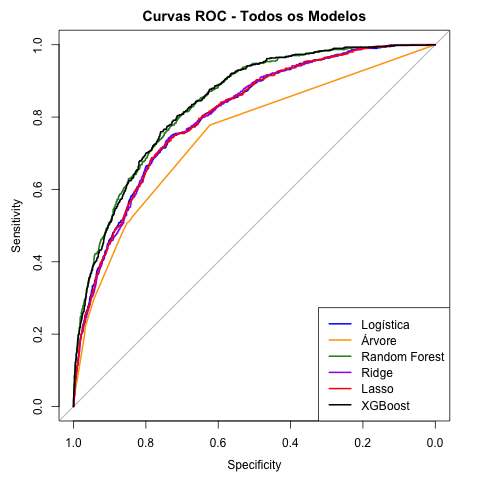 Curvas ROC - Todos os Modelos
Sensitivity
1.0
0.8
0.6
0.4
0.2
0.0
Logística
Árvore
Random Forest
Ridge
Lasso
XGBoost
1.0 0.8 0.6 0.4 0.2 0.0
Specificity